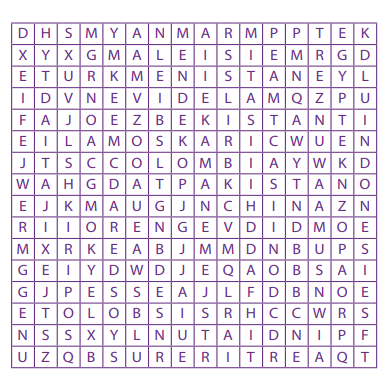 D H S M Y A N M A R M P P T E K
X Y X G M A L E I S I E M R G D
E T U R K M E N I S T A N E Y L
I D V N E V I D E L A M Q Z P U
F A J O E Z B E K I S T A N T I
E I L A M O S K A R I C W U E N
J T S C C O L O M B I A Y W K D
W A H G D A T P A K I S T A N O
E J K M A U G J N C H I N A Z N
R I I O R E N G E V D I D M O E
M X R K E A B J M M D N B U P S
G E I Y D W D J E Q A O B S A I
G J P E S S E A J L F D B N O E
E T O L O B S I S R H C C W R S
N S S X Y L N U T A I D N I P F
U Z Q B S U R E R I T R E A Q T